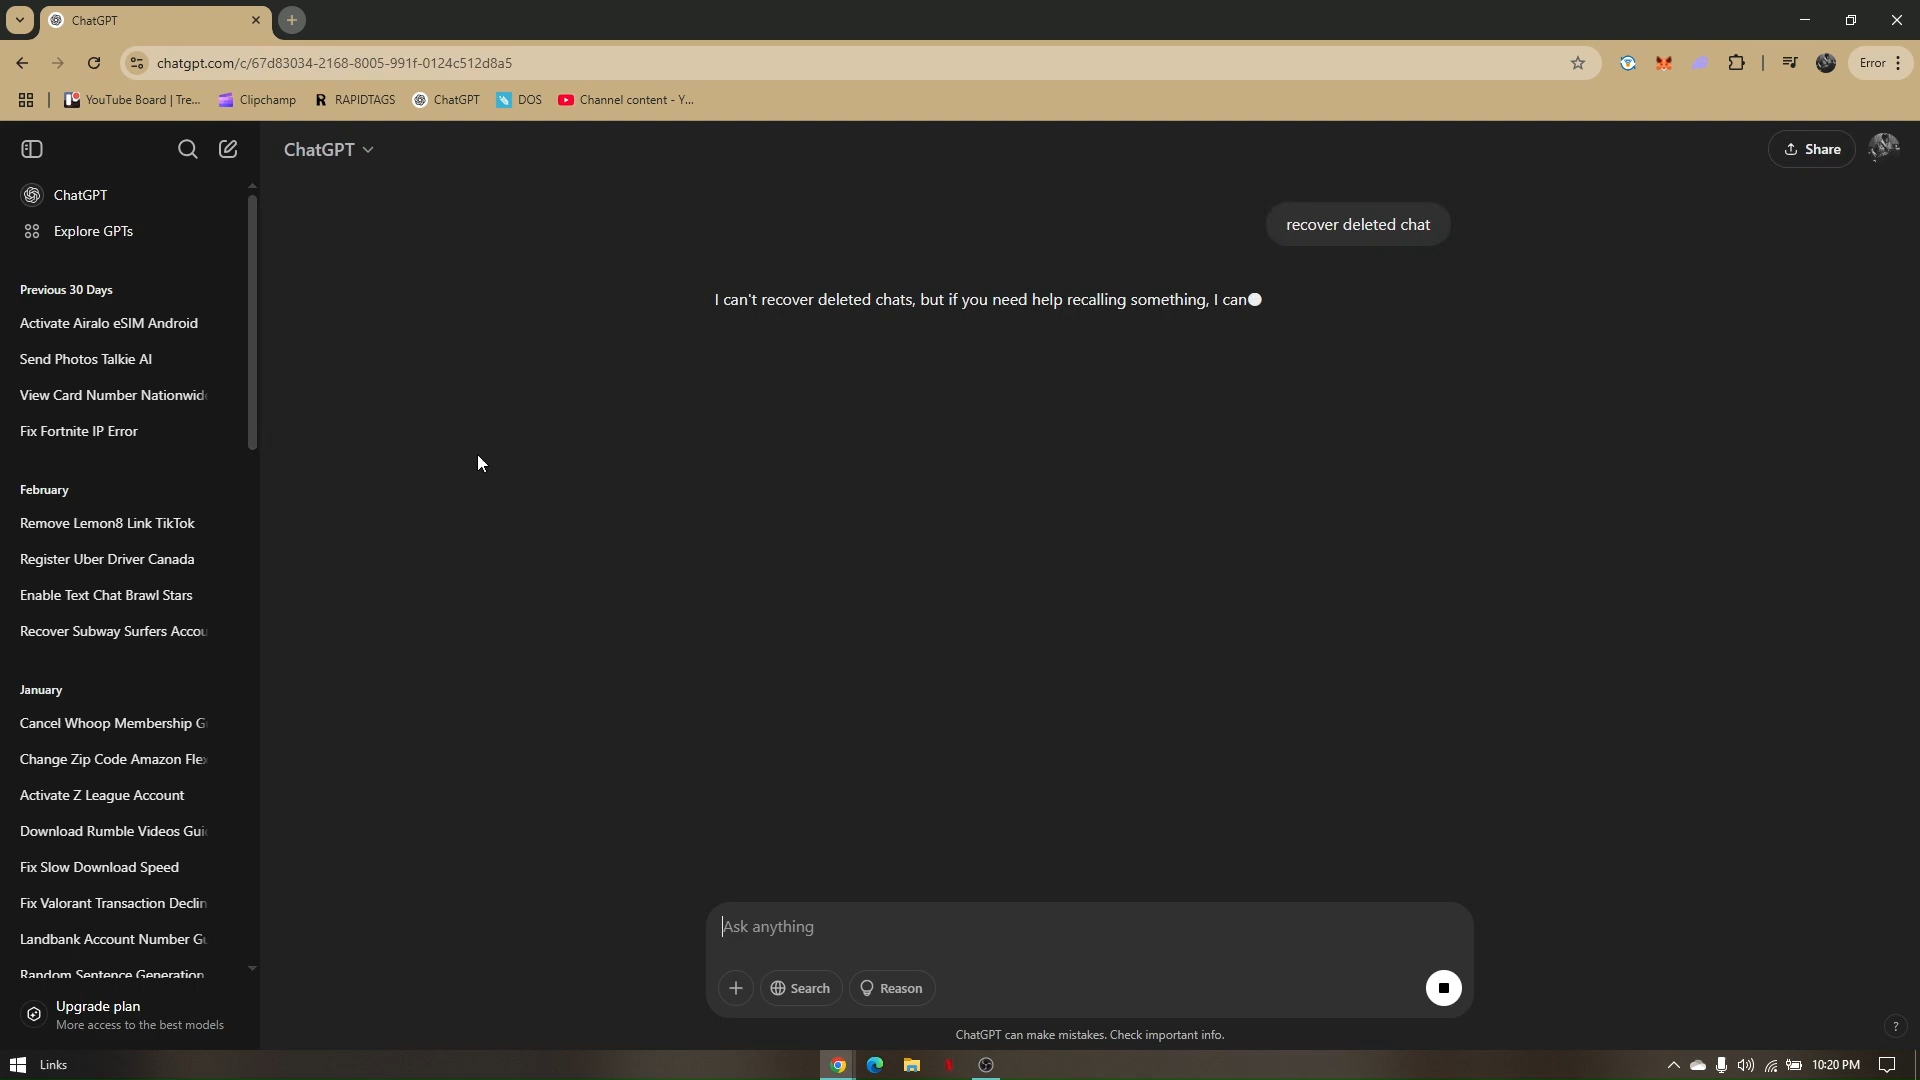 ChatGPT
chatgpt.com/c/67d83034-2168-8005-991f-0124c512d8a5
Error
YouTube Board | Tre...
Clipchamp
RAPIDTAGS
ChatGPT
DOS
Channel content - Y...
ChatGPT
Share
ChatGPT
Explore GPTs
recover deleted chat
I can't recover deleted chats, but if you need help recalling something, I can
Previous 30 Days
Activate Airalo eSIM Android
Send Photos Talkie AI
View Card Number Nationwid
Fix Fortnite IP Error
February
Remove Lemon8 Link TikTok
Register Uber Driver Canada
Enable Text Chat Brawl Stars
Recover Subway Surfers Accou
January
Cancel Whoop Membership G
Change Zip Code Amazon Flex
Activate Z League Account
Download Rumble Videos Gui
Fix Slow Download Speed
Fix Valorant Transaction Declin
Landbank Account Number Gu
Random Sentence Generation
Upgrade plan
More access to the best models
Ask anything
Search
Reason
ChatGPT can make mistakes. Check important info.
?
Links
10:20 PM